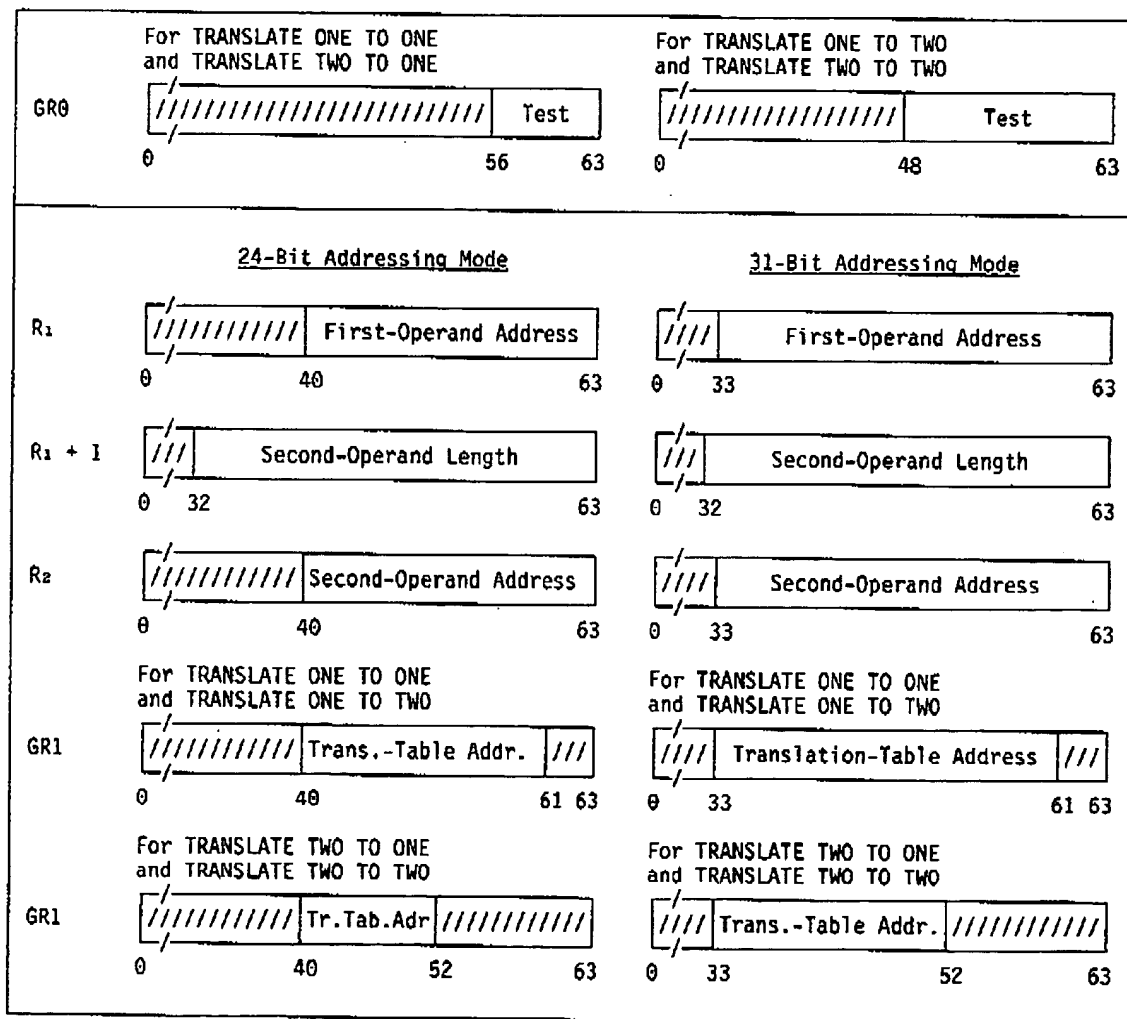 For TRANSLATE ONE TO ONE
and TRANSLATE TWO TO ONE
For TRANSLATE ONE TO TWO
and TRANSLATE TWO TO TWO
GR0
//////////////////////////// Test
/////////////////// Test
0 56 63
0 48 63
24-Bit Addressing Mode
31-Bit Addressing Mode
R1
//////////// First-Operand Address
//// First-Operand Address
0 40 63
0 33 63
R1 + 1
/// Second-Operand Length
/// Second-Operand Length
0 32 63
0 32 63
R2
//////////// Second-Operand Address
//// Second-Operand Address
0 40 63
0 33 63
For TRANSLATE ONE TO ONE
and TRANSLATE ONE TO TWO
For TRANSLATE ONE TO ONE
and TRANSLATE ONE TO TWO
GR1
//////////// Trans.-Table Addr. ///
//// Translation-Table Address ///
0 40 61 63
0 33 61 63
For TRANSLATE TWO TO ONE
and TRANSLATE TWO TO TWO
For TRANSLATE TWO TO ONE
and TRANSLATE TWO TO TWO
GR1
//////////// Tr.Tab.Adr ////////////
//// Trans.-Table Addr. ////////////
0 40 52 63
0 33 52 63